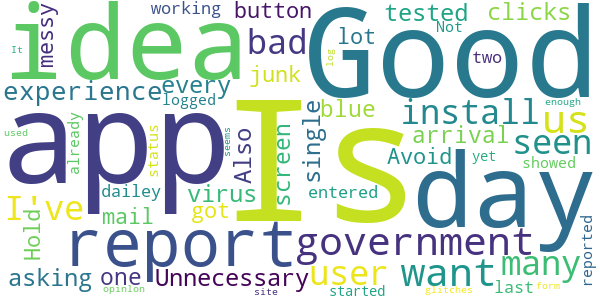 working button tested clicks
messy idea Good Not two
bad lot It log
experience every junk
logged blue install us enough
app Is day
already status seems Also screen single arrival seen
used Avoid yet showed
I've Hold dailey virus entered
mail got
report government many
asking one Unnecessary user want last form
opinion site started glitches reported